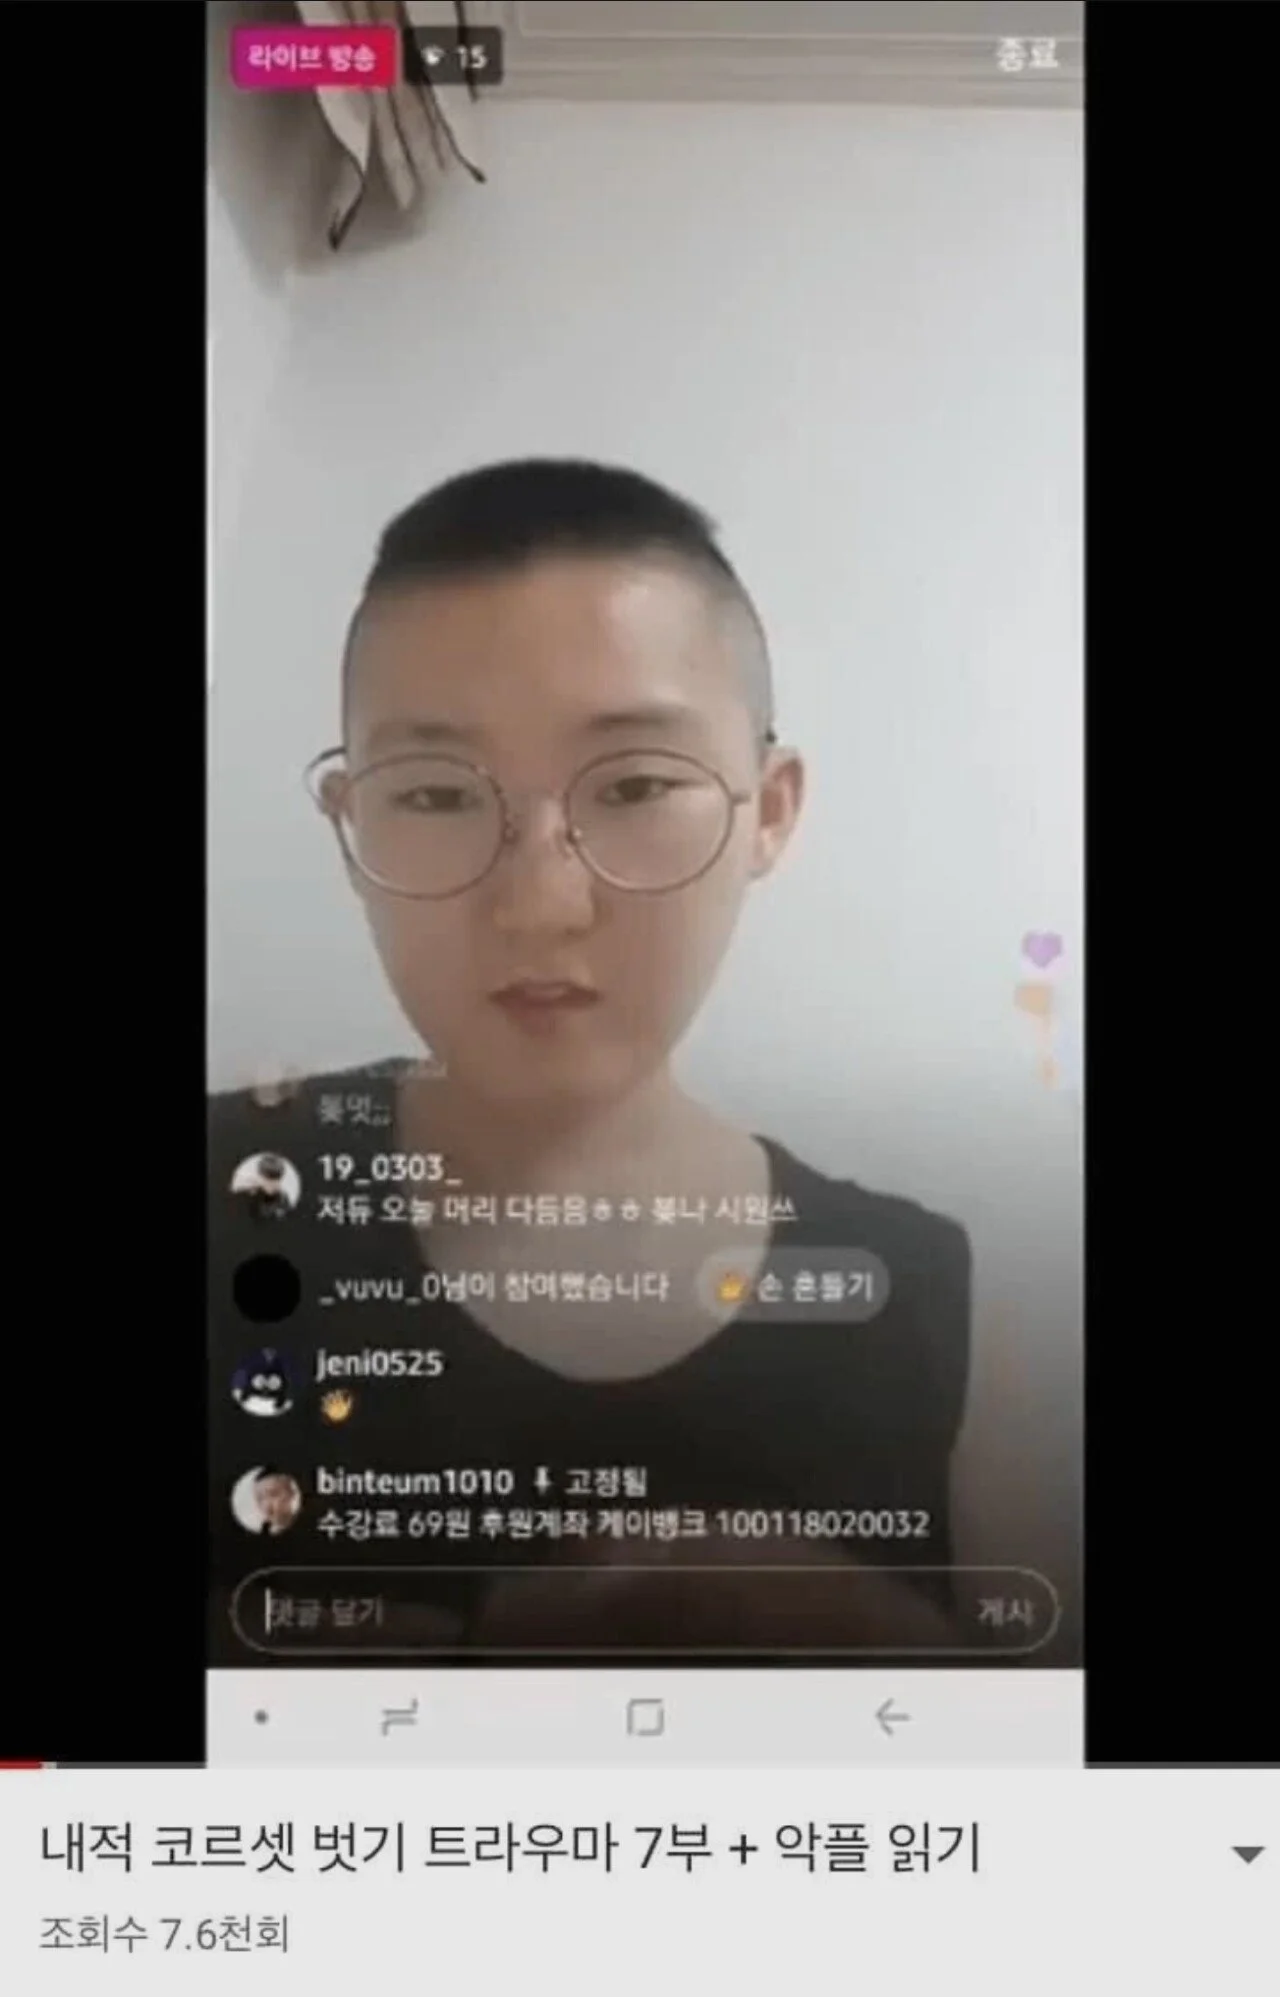 라이브 방송 15 종료
19_0303_
저듀 오늘 머리 다듬음ㅎㅎ 시원쓰
_vuvu_0님이 참여했습니다 손 흔들기
jeni0525
binteum1010 고정됨
수강료 69원 후원계좌 케이뱅크 100118020032
댓글 달기 게시
내적 코르셋 벗기 트라우마 7부 + 악플 읽기
조회수 7.6천회